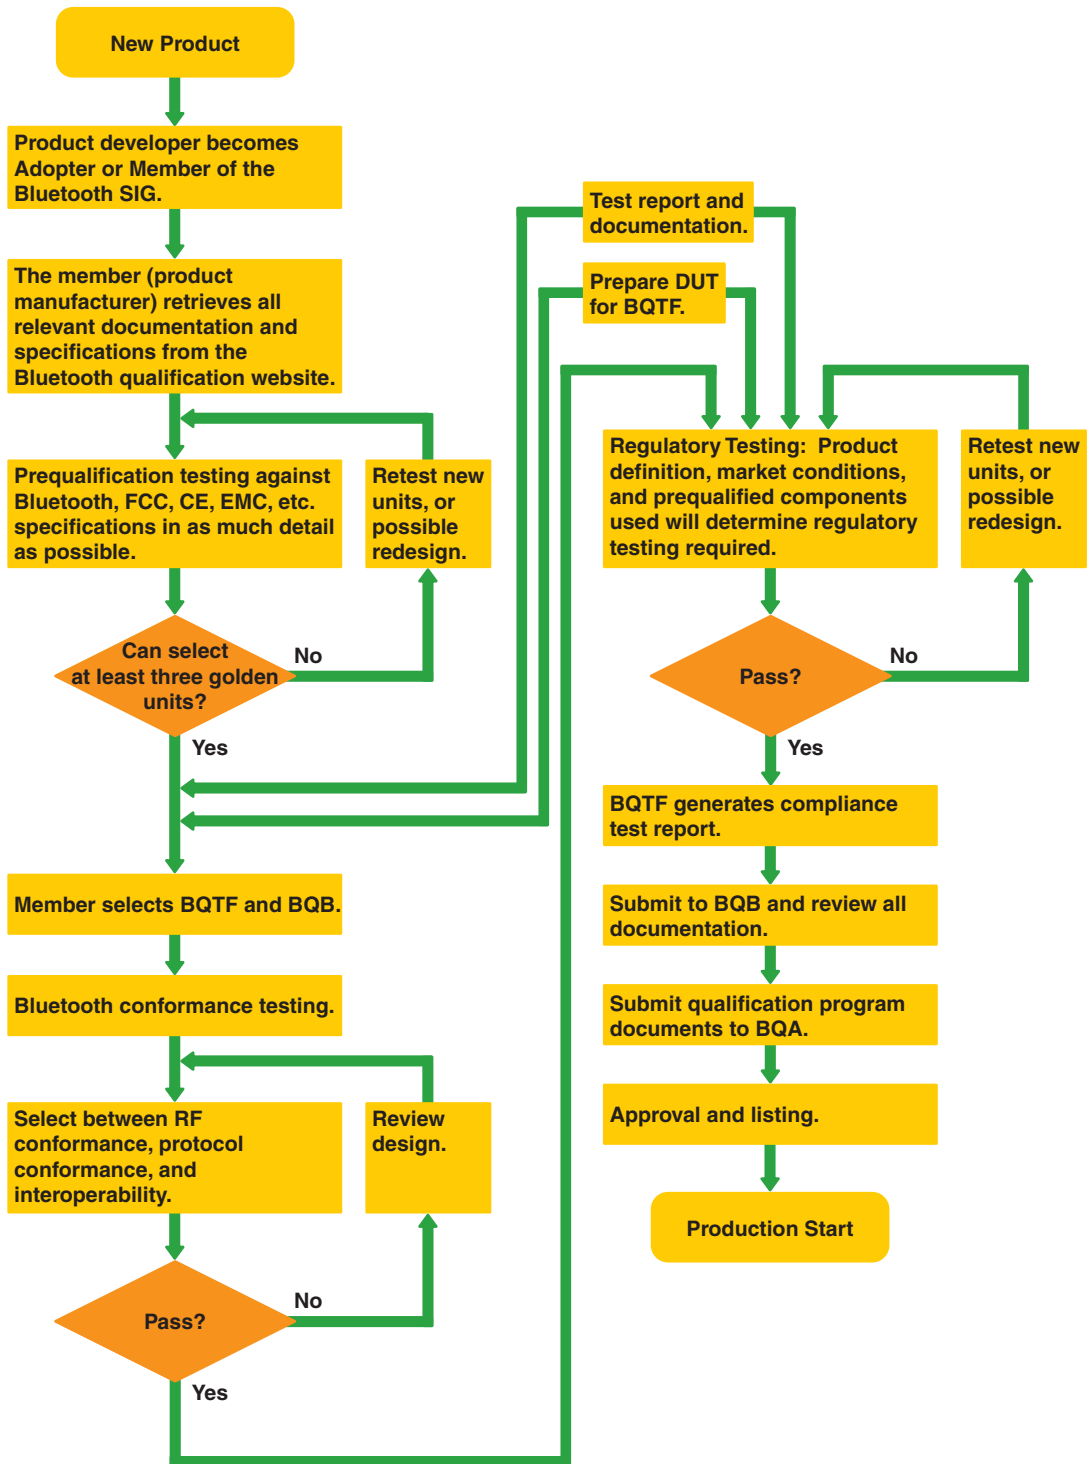 New Product
Product developer becomes
Adopter or Member of the
Bluetooth SIG.
The member (product
manufacturer) retrieves all
relevant documentation and
specifications from the
Bluetooth qualification website.
Prequalification testing against
Bluetooth, FCC, CE, EMC, etc.
specifications in as much detail
as possible.
Retest new
units, or
possible
redesign.
Can select
at least three golden
units?
No
Yes
Member selects BQTF and BQB.
Bluetooth conformance testing.
Select between RF
conformance, protocol
conformance, and
interoperability.
Review
design.
Pass?
No
Yes
Test report and
documentation.
Prepare DUT
for BQTF.
Regulatory Testing:  Product
definition, market conditions,
and prequalified components
used will determine regulatory
testing required.
Retest new
units, or
possible
redesign.
Pass?
No
Yes
BQTF generates compliance
test report.
Submit to BQB and review all
documentation.
Submit qualification program
documents to BQA.
Approval and listing.
Production Start